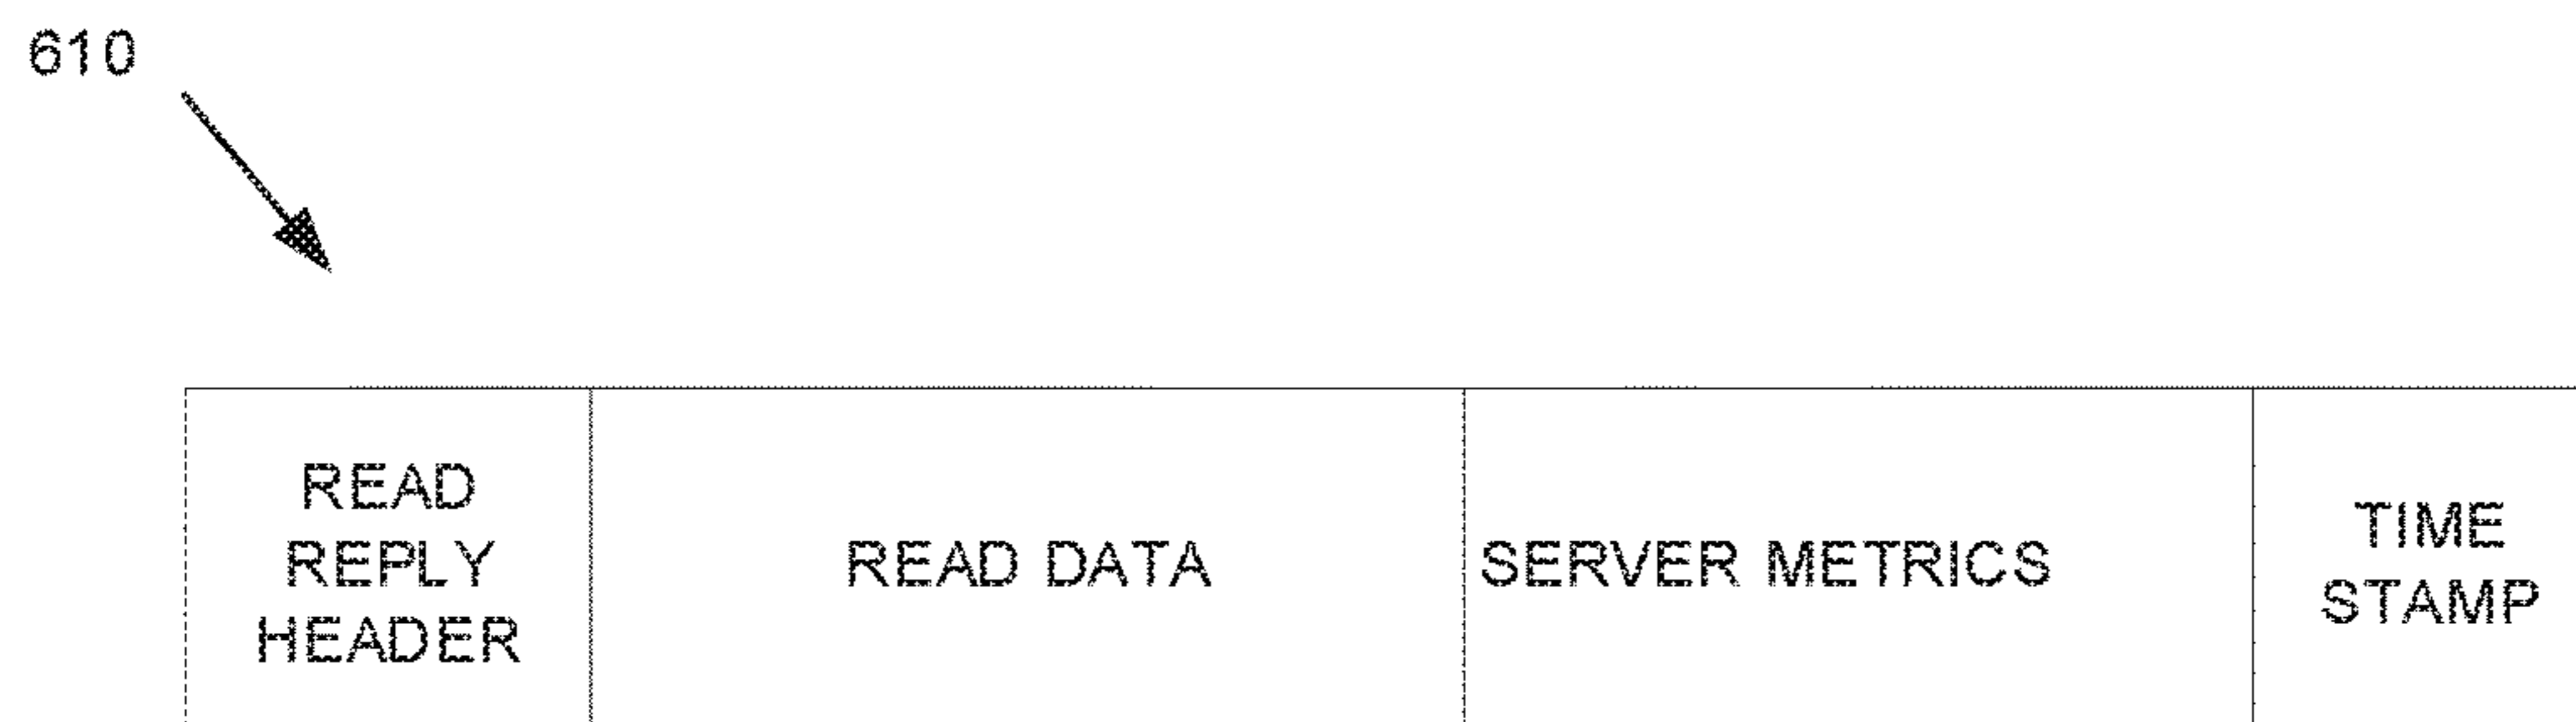 610
READ
REPLY
HEADER
READ DATA
SERVER METRICS
TIME
STAMP